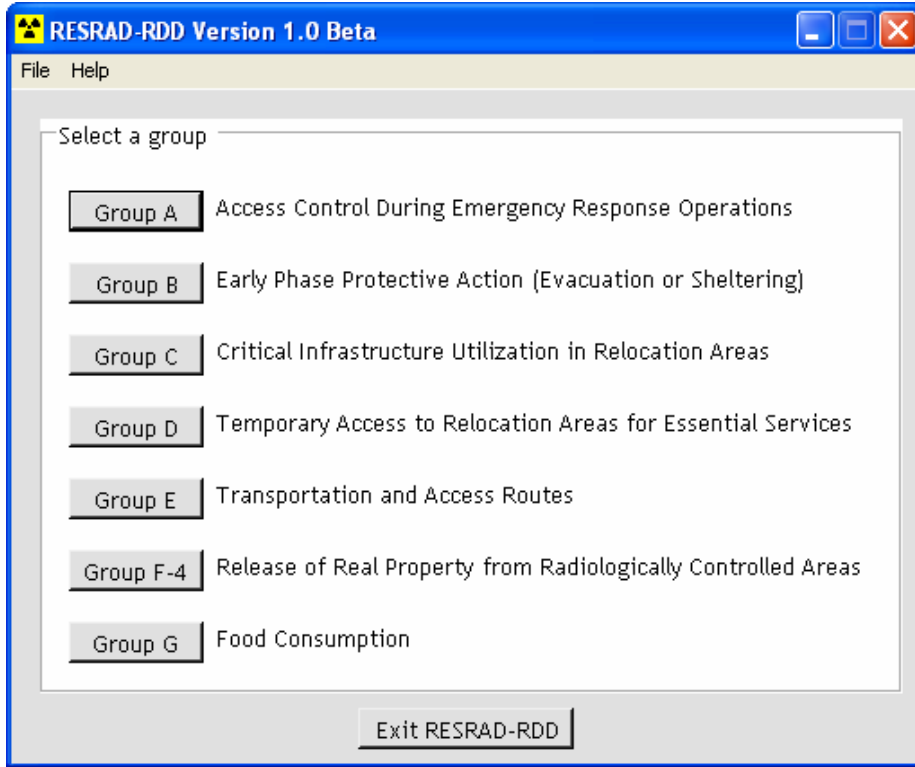 RESRAD-RDD Version 1.0 Beta
File Help
Select a group
Group A Access Control During Emergency Response Operations
Group B Early Phase Protective Action (Evacuation or Sheltering)
Group C Critical Infrastructure Utilization in Relocation Areas
Group D Temporary Access to Relocation Areas for Essential Services
Group E Transportation and Access Routes
Group F-4 Release of Real Property from Radiologically Controlled Areas
Group G Food Consumption
Exit RESRAD-RDD